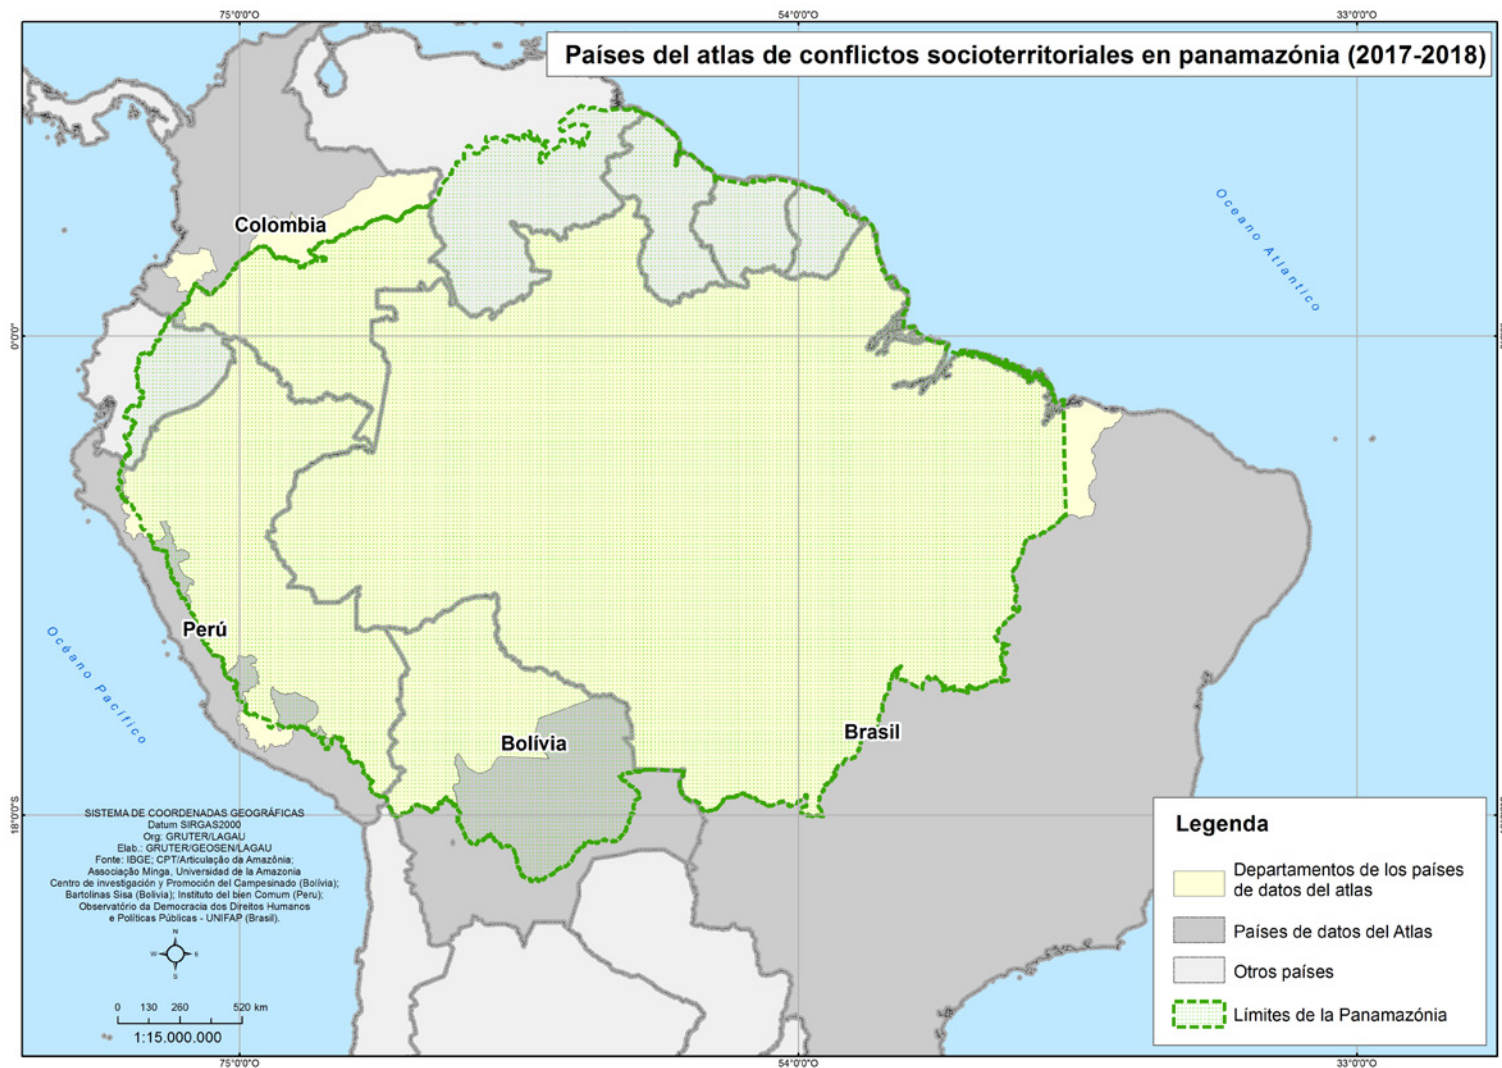 75°0'0"O
54°0'0"O
33°0'0"O
Países del atlas de conflictos socioterritoriales en panamazónia (2017-2018)
Oceano Atlantico
Colombia
0°0'0"
Perú
Océano Pacífico
Bolívia
Brasil
SISTEMA DE COORDENADAS GEOGRÁFICAS
Datum SIRGAS2000
Org: GRUTER/LAGAU
Elab.: GRUTER/GEOSEN/LAGAU
Fonte: IBGE; CPT/Articulação da Amazônia;
Associação Minga, Universidad de la Amazonia
Centro de investigación y Promoción del Campesinado (Bolívia);
Bartolinas Sisa (Bolivia); Instituto del bien Comum (Peru);
Observatório da Democracia dos Direitos Humanos
e Políticas Públicas - UNIFAP (Brasil).
N
W E
S
0 130 260 520 km
1:15.000.000
18°0'0"S
Legenda
Departamentos de los países
de datos del atlas
Países de datos del Atlas
Otros países
Límites de la Panamazónia
75°0'0"O
54°0'0"O
33°0'0"O